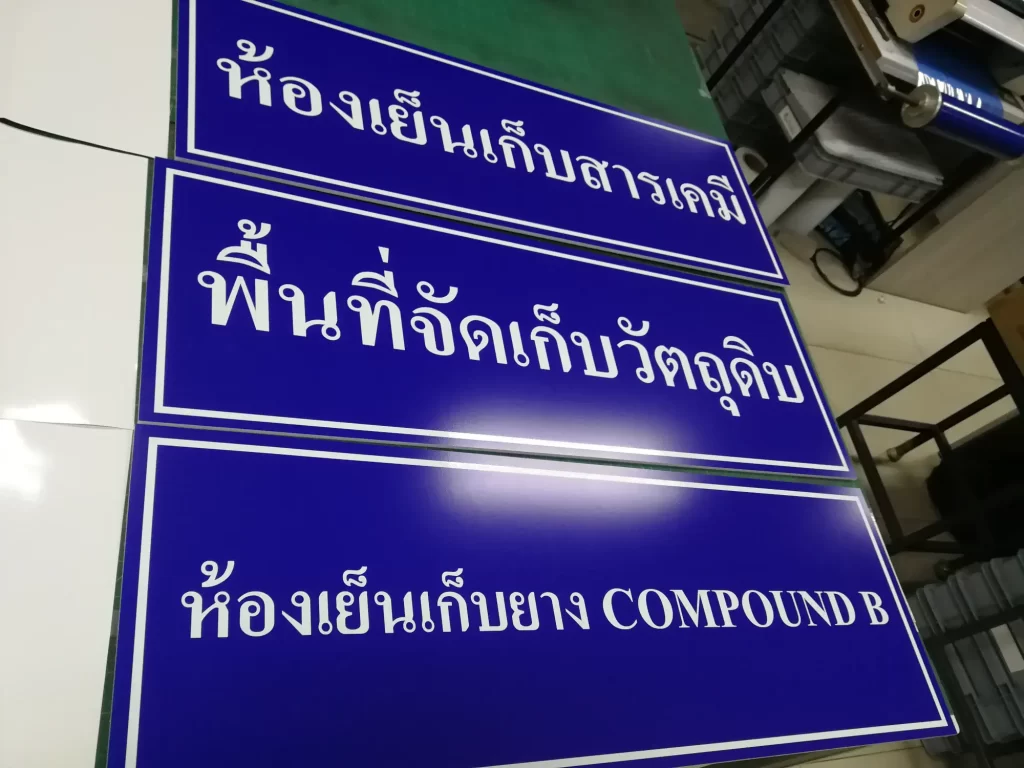 ห้องเย็นเก็บสารเคมี
พื้นที่จัดเก็บวัตถุดิบ
ห้องเย็นเก็บยาง COMPOUND B